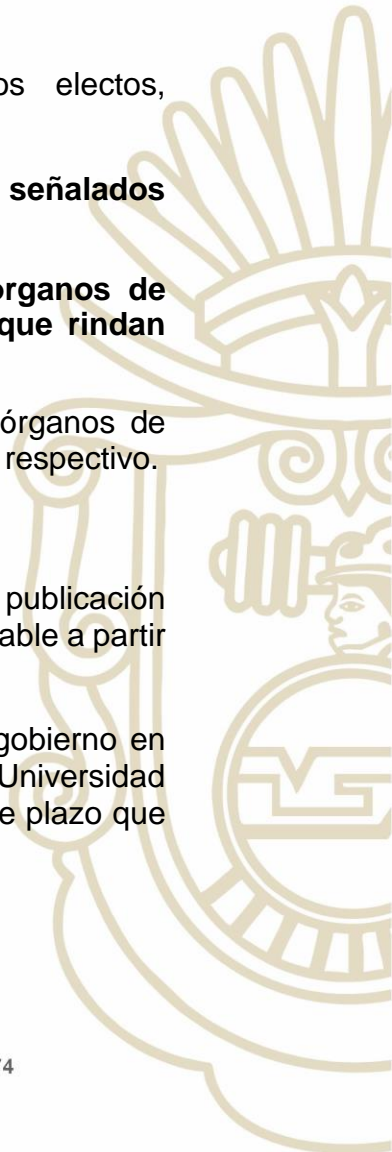 os electos,
señalados
órganos de
que rindan
órganos de
respectivo.
publicación
able a partir
gobierno en
Universidad
e plazo que
74